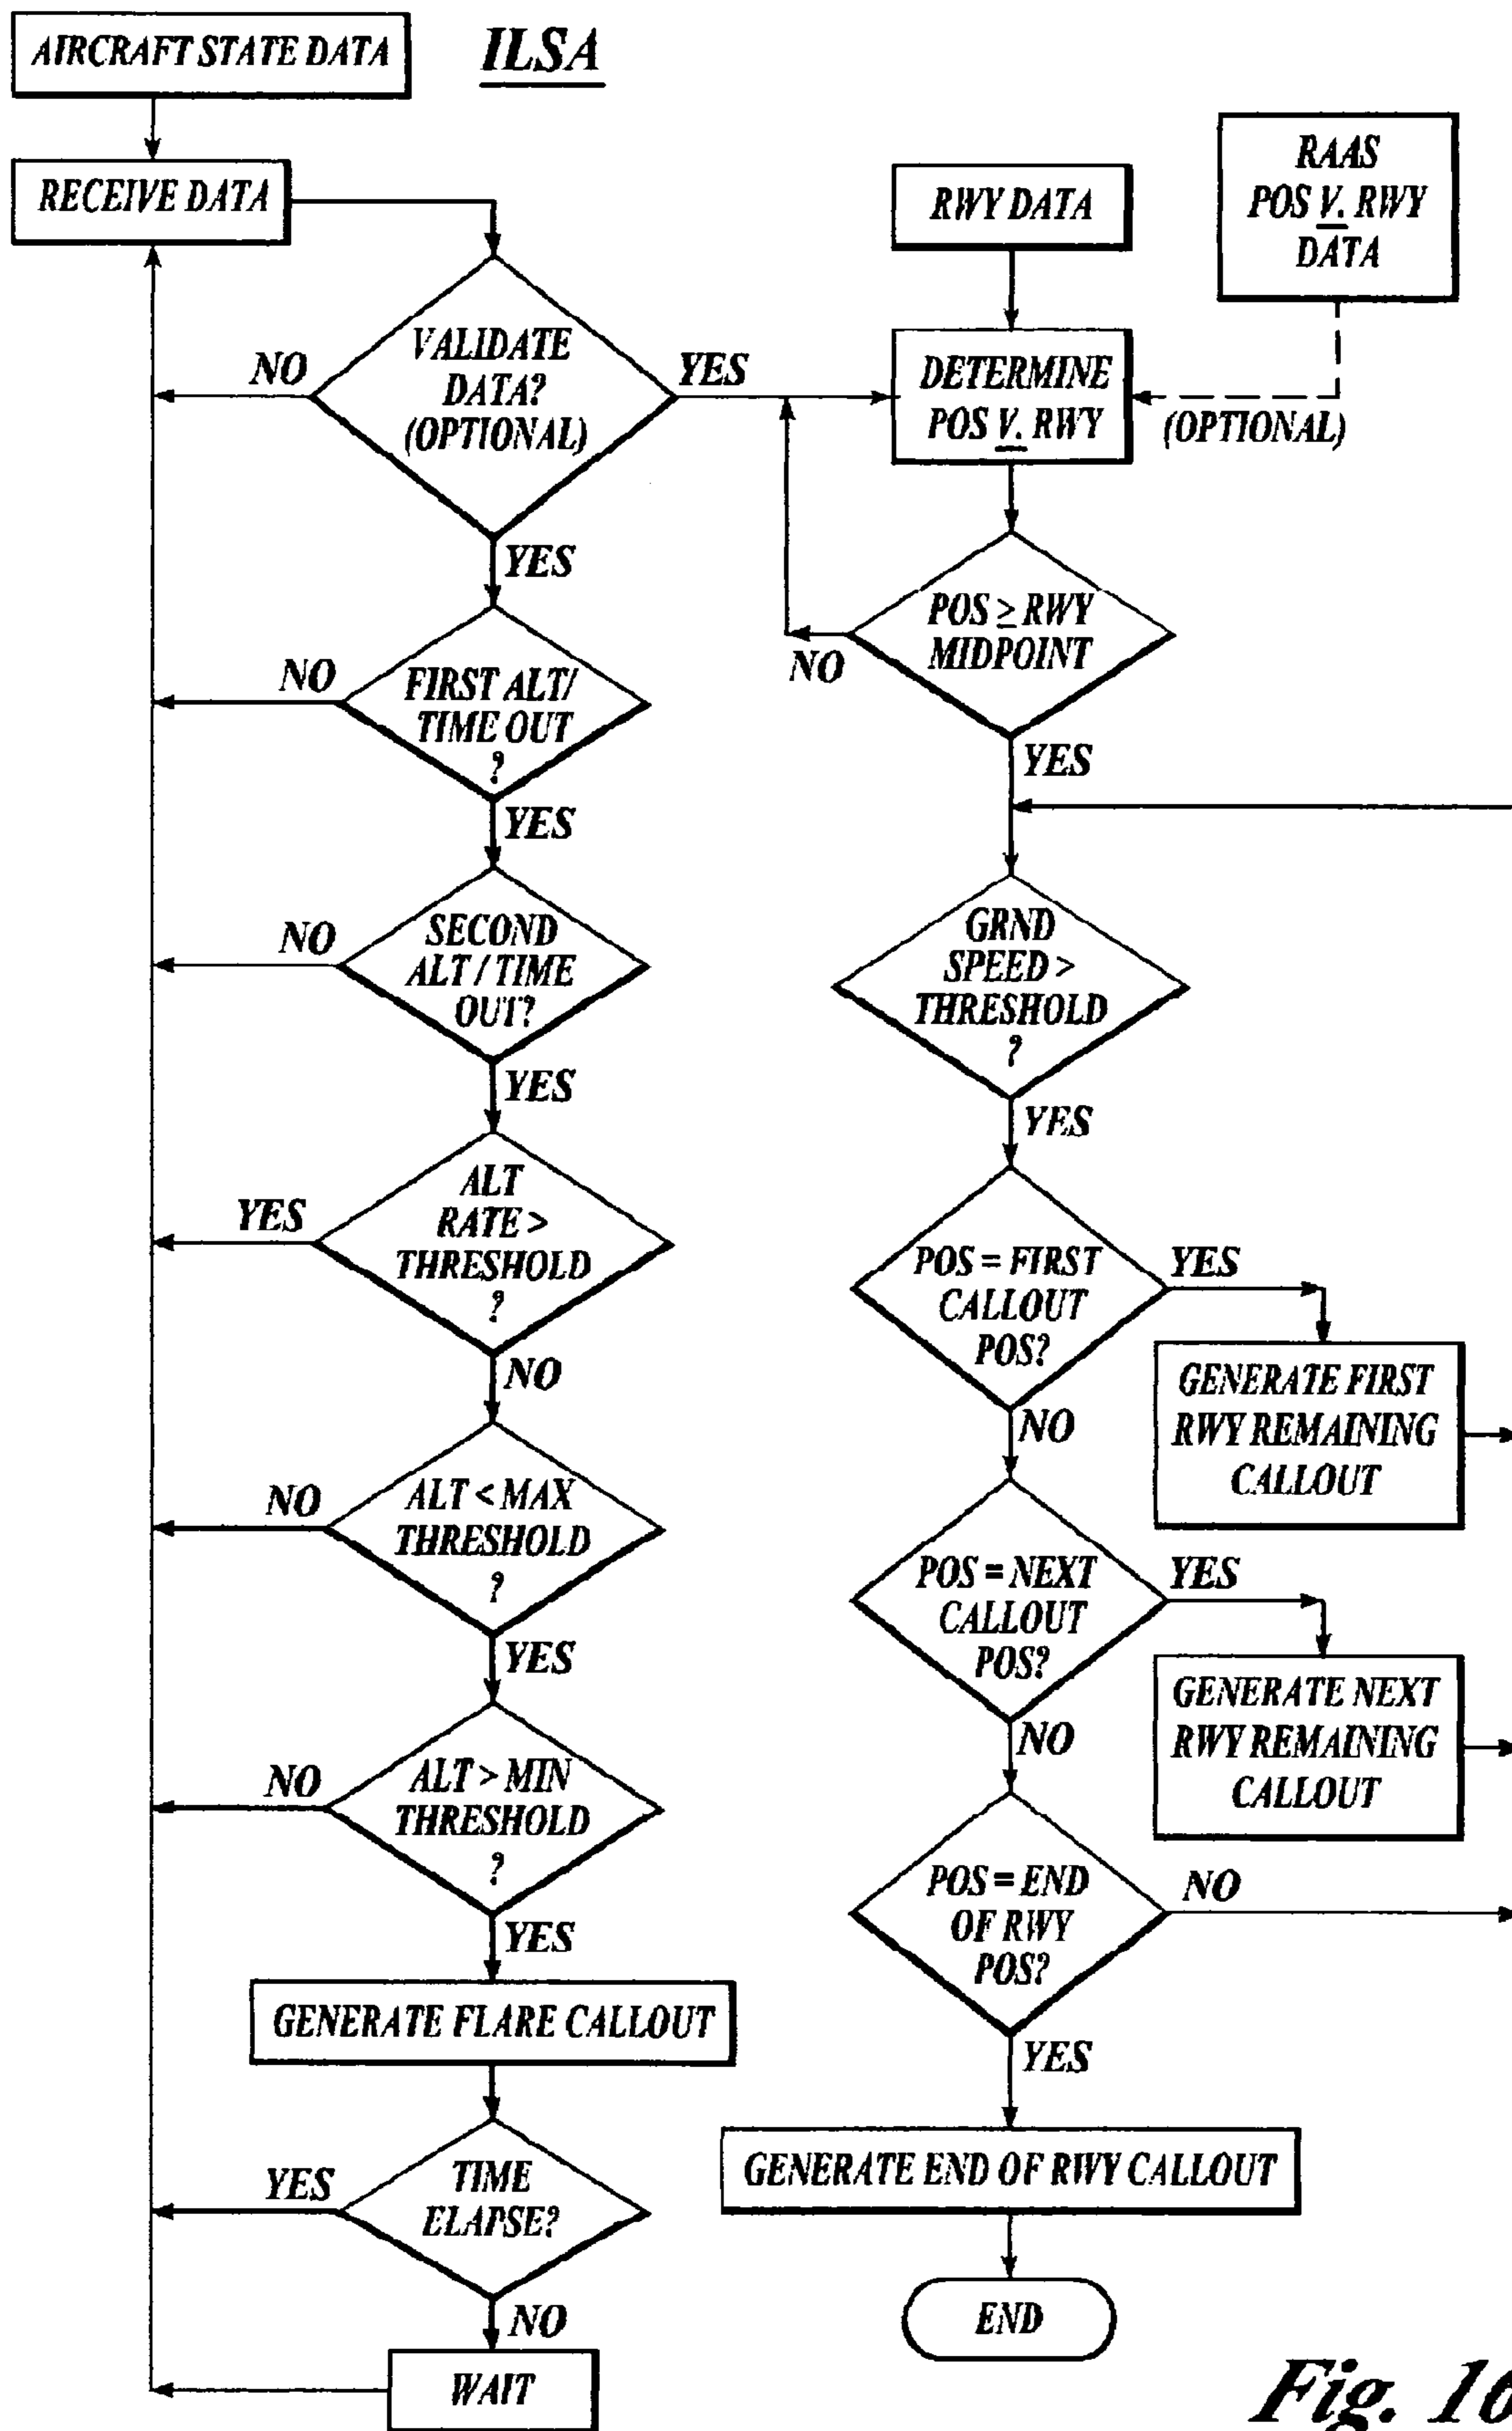 AIRCRAFT STATE DATA
ILSA
RECEIVE DATA
RWY DATA
RAAS
POS V. RWY
DATA
VALIDATE
DATA?
(OPTIONAL)
NO
YES
DETERMINE
POS V. RWY
(OPTIONAL)
YES
POS ≥ RWY
MIDPOINT
NO
YES
FIRST ALT/
TIME OUT
?
NO
YES
SECOND
ALT / TIME
OUT?
NO
YES
GRND
SPEED >
THRESHOLD
?
YES
ALT
RATE >
THRESHOLD
?
YES
NO
POS = FIRST
CALLOUT
POS?
YES
NO
GENERATE FIRST
RWY REMAINING
CALLOUT
ALT < MAX
THRESHOLD
?
NO
YES
POS = NEXT
CALLOUT
POS?
YES
NO
GENERATE NEXT
RWY REMAINING
CALLOUT
ALT > MIN
THRESHOLD
?
NO
YES
POS = END
OF RWY
POS?
NO
YES
GENERATE FLARE CALLOUT
TIME
ELAPSE?
YES
NO
GENERATE END OF RWY CALLOUT
END
WAIT
Fig. 16